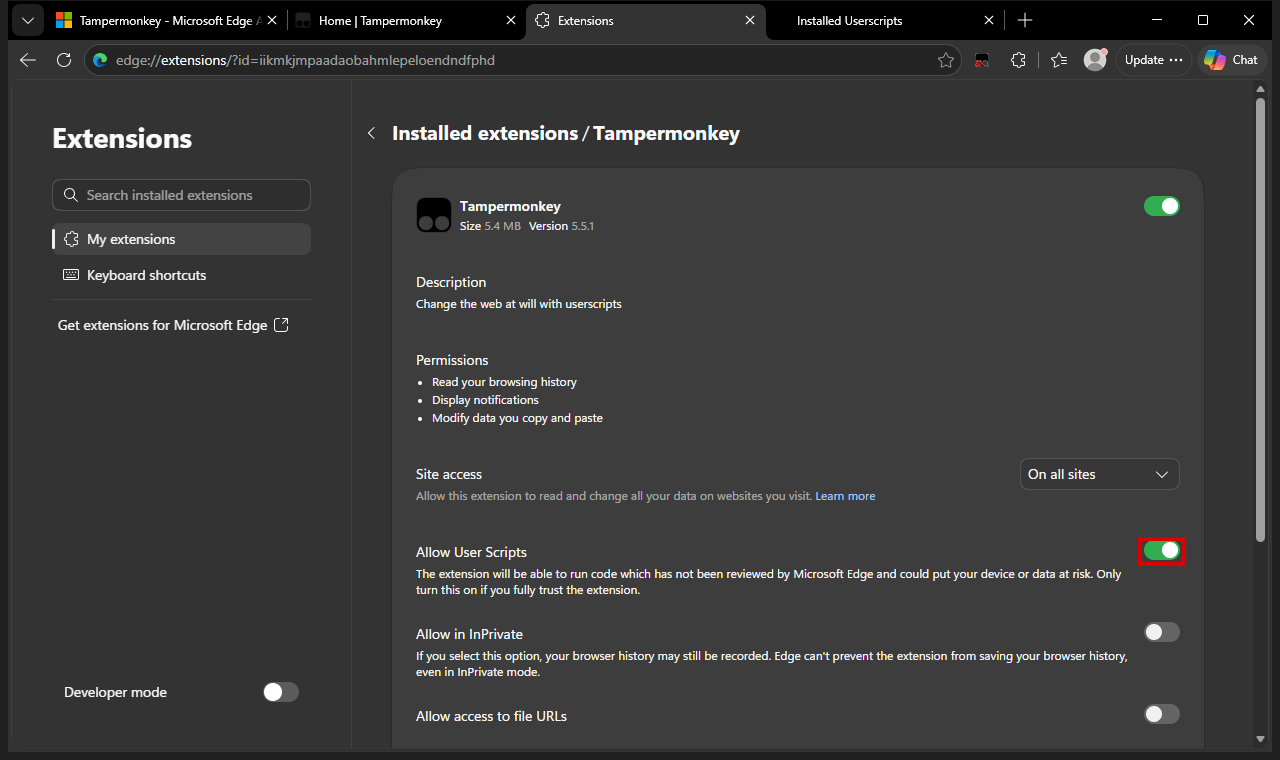 Tampermonkey - Microsoft Edge A
Home | Tampermonkey
Extensions
Installed Userscripts
edge://extensions/?id=iikmkjmpaadaobahmlepeloendndfphd
Update
Chat
Extensions
Search installed extensions
My extensions
Keyboard shortcuts
Get extensions for Microsoft Edge
Developer mode
Installed extensions / Tampermonkey
Tampermonkey
Size 5.4 MB Version 5.5.1
Description
Change the web at will with userscripts
Permissions
• Read your browsing history
• Display notifications
• Modify data you copy and paste
Site access
On all sites
Allow this extension to read and change all your data on websites you visit. Learn more
Allow User Scripts
The extension will be able to run code which has not been reviewed by Microsoft Edge and could put your device or data at risk. Only
turn this on if you fully trust the extension.
Allow in InPrivate
If you select this option, your browser history may still be recorded. Edge can't prevent the extension from saving your browser history,
even in InPrivate mode.
Allow access to file URLs